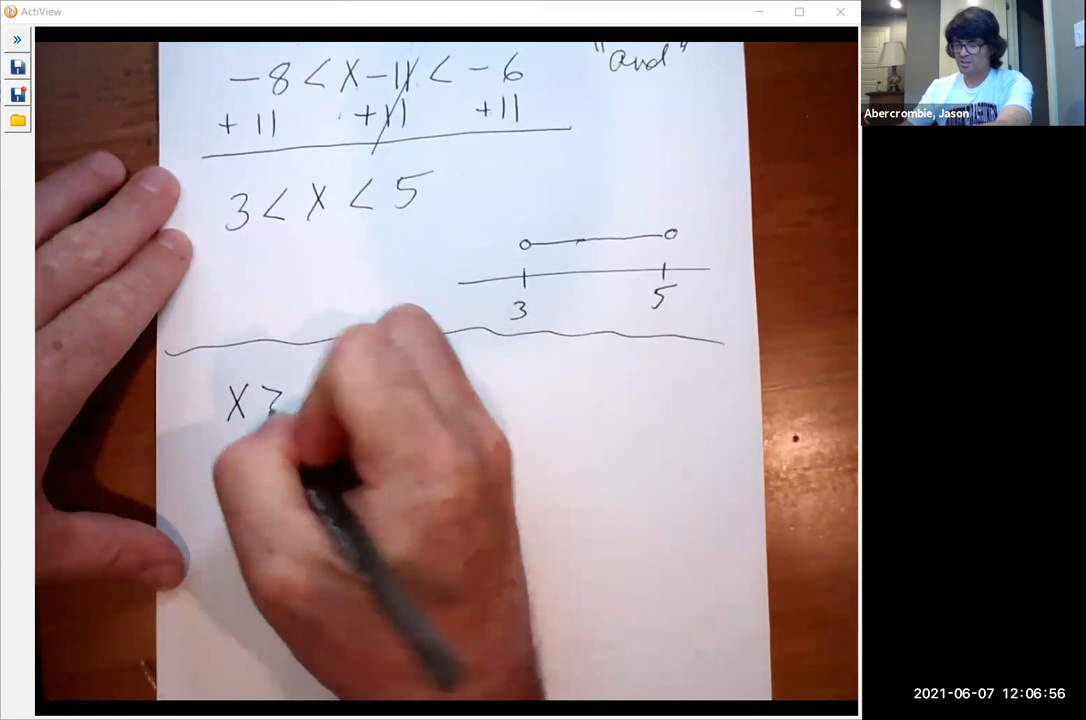 ActiView
-8 < x - 11 < -6
"and"
+ 11 + 11 + 11
3 < x < 5
3 5
x ≥
Abercrombie, Jason
2021-06-07 12:06:56